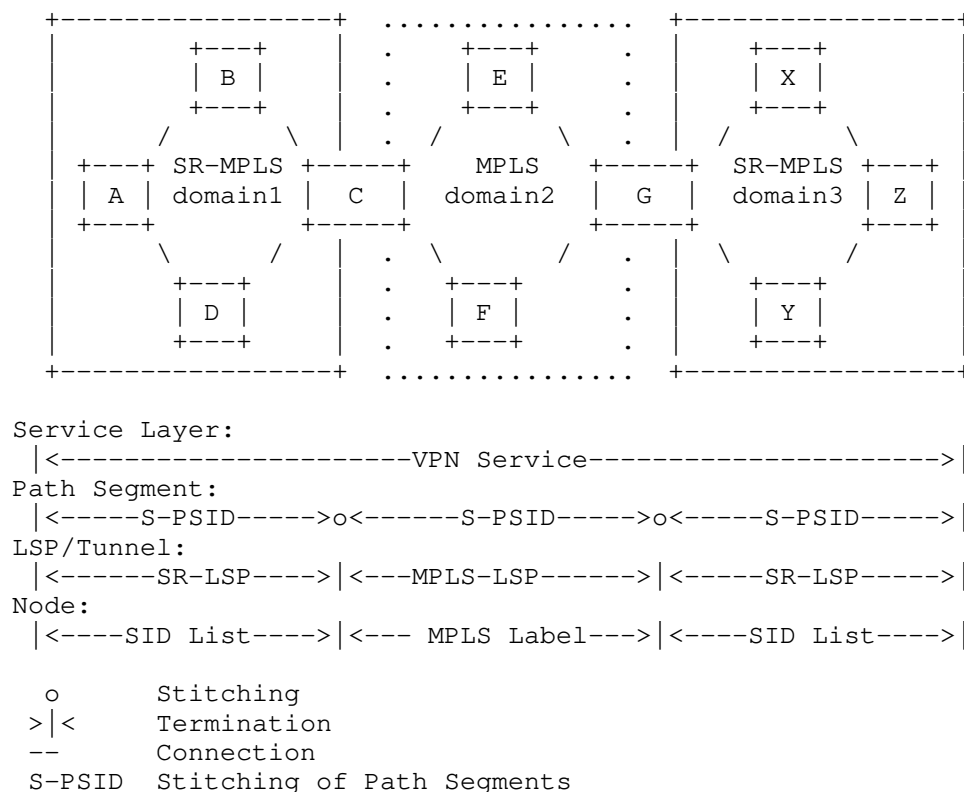 B E X
SR-MPLS MPLS SR-MPLS
A domain1 C domain2 G domain3 Z
D F Y
Service Layer:
|<----------------------VPN Service---------------------->|
Path Segment:
|<-----S-PSID----->o<------S-PSID----->o<-----S-PSID----->|
LSP/Tunnel:
|<------SR-LSP---->|<---MPLS-LSP------>|<-----SR-LSP----->|
Node:
|<----SID List---->|<--- MPLS Label--->|<----SID List---->|
o Stitching
>|< Termination
-- Connection
S-PSID Stitching of Path Segments